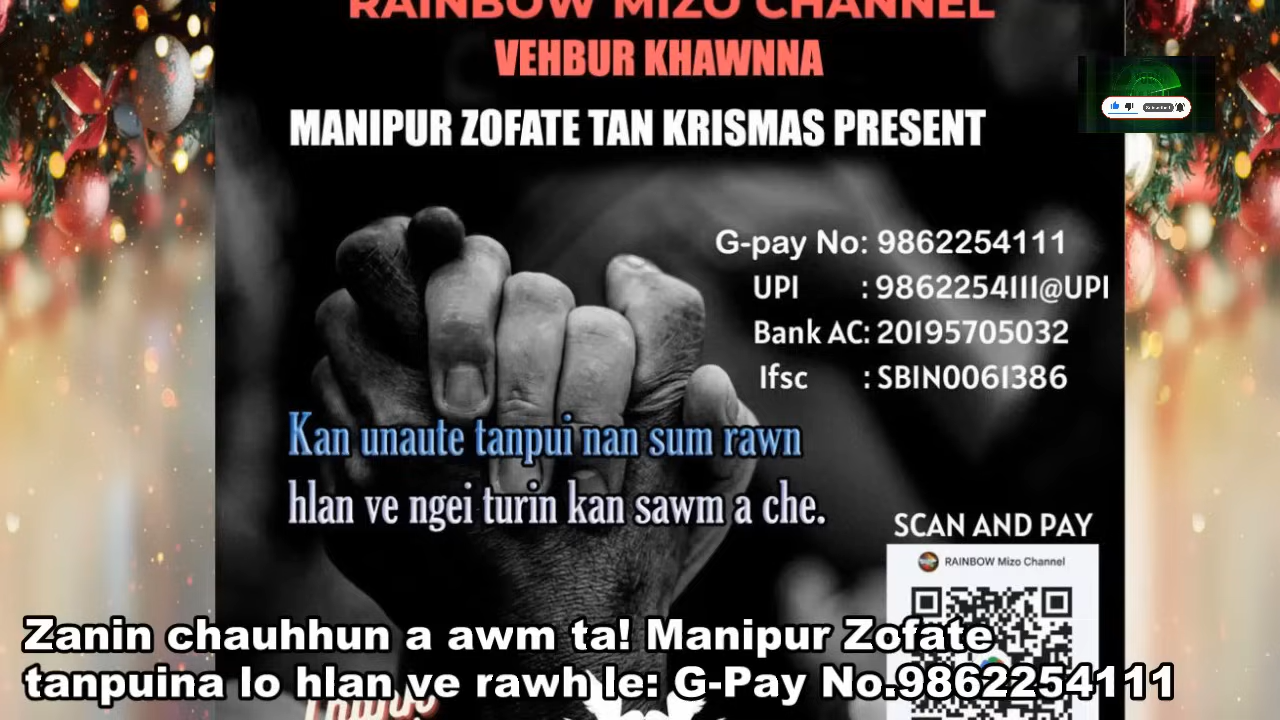 RAINBOW MIZO CHANNEL
VEHBUR KHAWNNA
MANIPUR ZOFATE TAN KRISMAS PRESENT
G-pay No: 9862254111
UPI : 9862254111@UPI
Bank AC: 20195705032
Ifsc : SBIN0061386
Kan unaute tanpui nan sum rawn
hlan ve ngei turin kan sawm a che.
SCAN AND PAY
RAINBOW Mizo Channel
Zanin chauhhun a awm ta! Manipur Zofate
tanpuina lo hlan ve rawh le: G-Pay No.9862254111